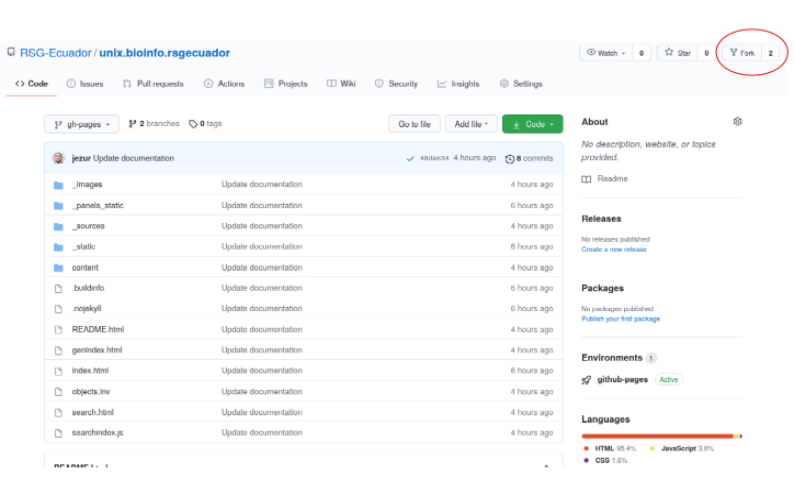 RSG-Ecuador / unix.bioinfo.rsgecuador
Watch 0 Star 0 Fork 2
Code Issues Pull requests Actions Projects Wiki Security Insights Settings
gh-pages 2 branches 0 tags Go to file Add file Code
jezur Update documentation 4 hours ago 8 commits
_images Update documentation 4 hours ago
_panels_static Update documentation 6 hours ago
_sources Update documentation 4 hours ago
_static Update documentation 6 hours ago
content Update documentation 4 hours ago
.buildinfo Update documentation 6 hours ago
.nojekyll Update documentation 6 hours ago
README.html Update documentation 4 hours ago
genindex.html Update documentation 4 hours ago
index.html Update documentation 6 hours ago
objects.inv Update documentation 4 hours ago
search.html Update documentation 4 hours ago
searchindex.js Update documentation 4 hours ago
About
No description, website, or topics
provided.
Readme
Releases
No releases published
Create a new release
Packages
No packages published
Publish your first package
Environments 1
github-pages Active
Languages
HTML 95.4% JavaScript 3.0%
CSS 1.6%